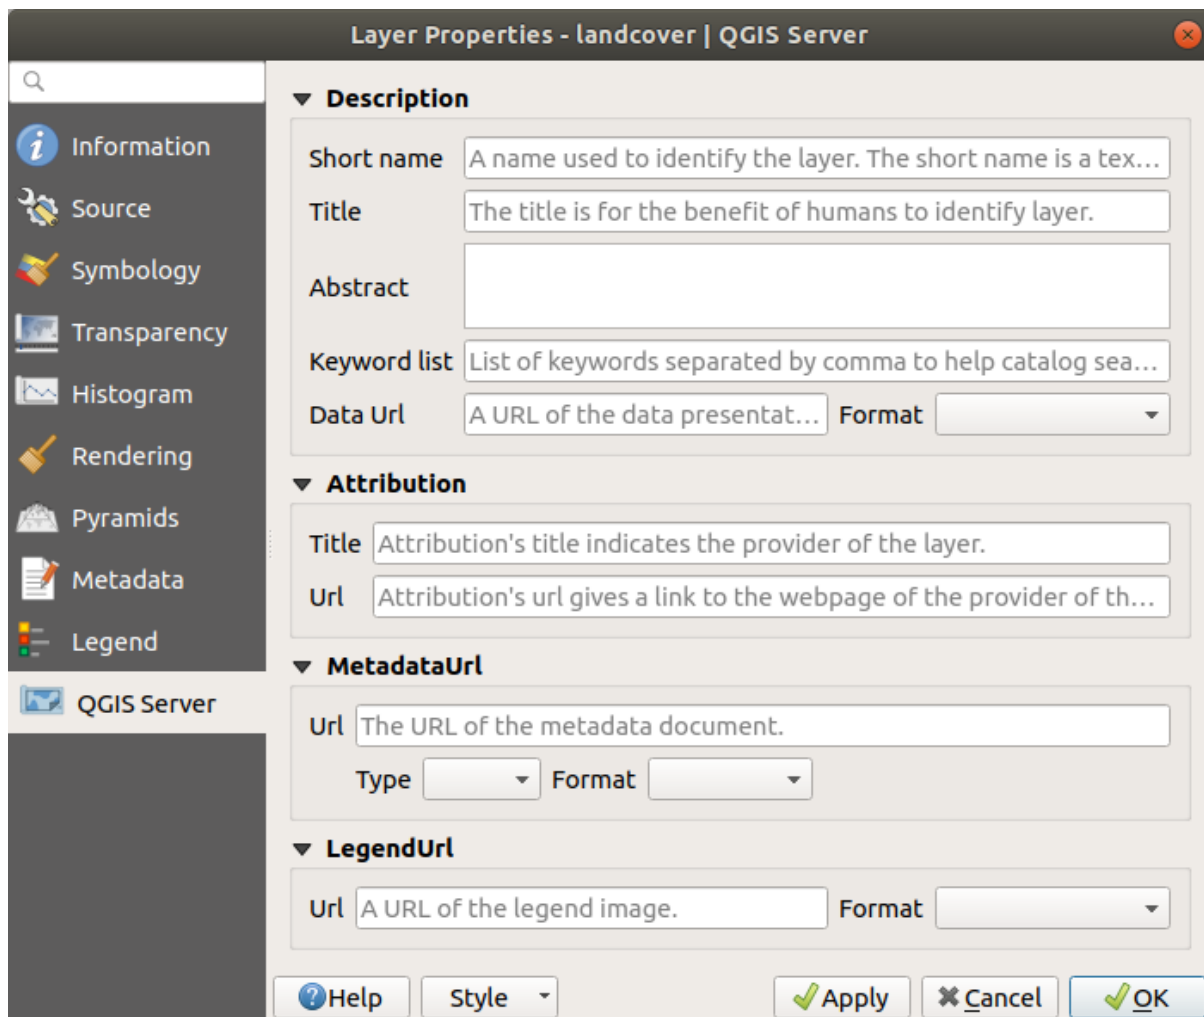 Layer Properties - landcover | QGIS Server
Information
Source
Symbology
Transparency
Histogram
Rendering
Pyramids
Metadata
Legend
QGIS Server
Description
Short name A name used to identify the layer. The short name is a tex...
Title The title is for the benefit of humans to identify layer.
Abstract
Keyword list List of keywords separated by comma to help catalog sea...
Data Url A URL of the data presentat... Format
Attribution
Title Attribution's title indicates the provider of the layer.
Url Attribution's url gives a link to the webpage of the provider of th...
MetadataUrl
Url The URL of the metadata document.
Type Format
LegendUrl
Url A URL of the legend image. Format
Help Style Apply Cancel OK